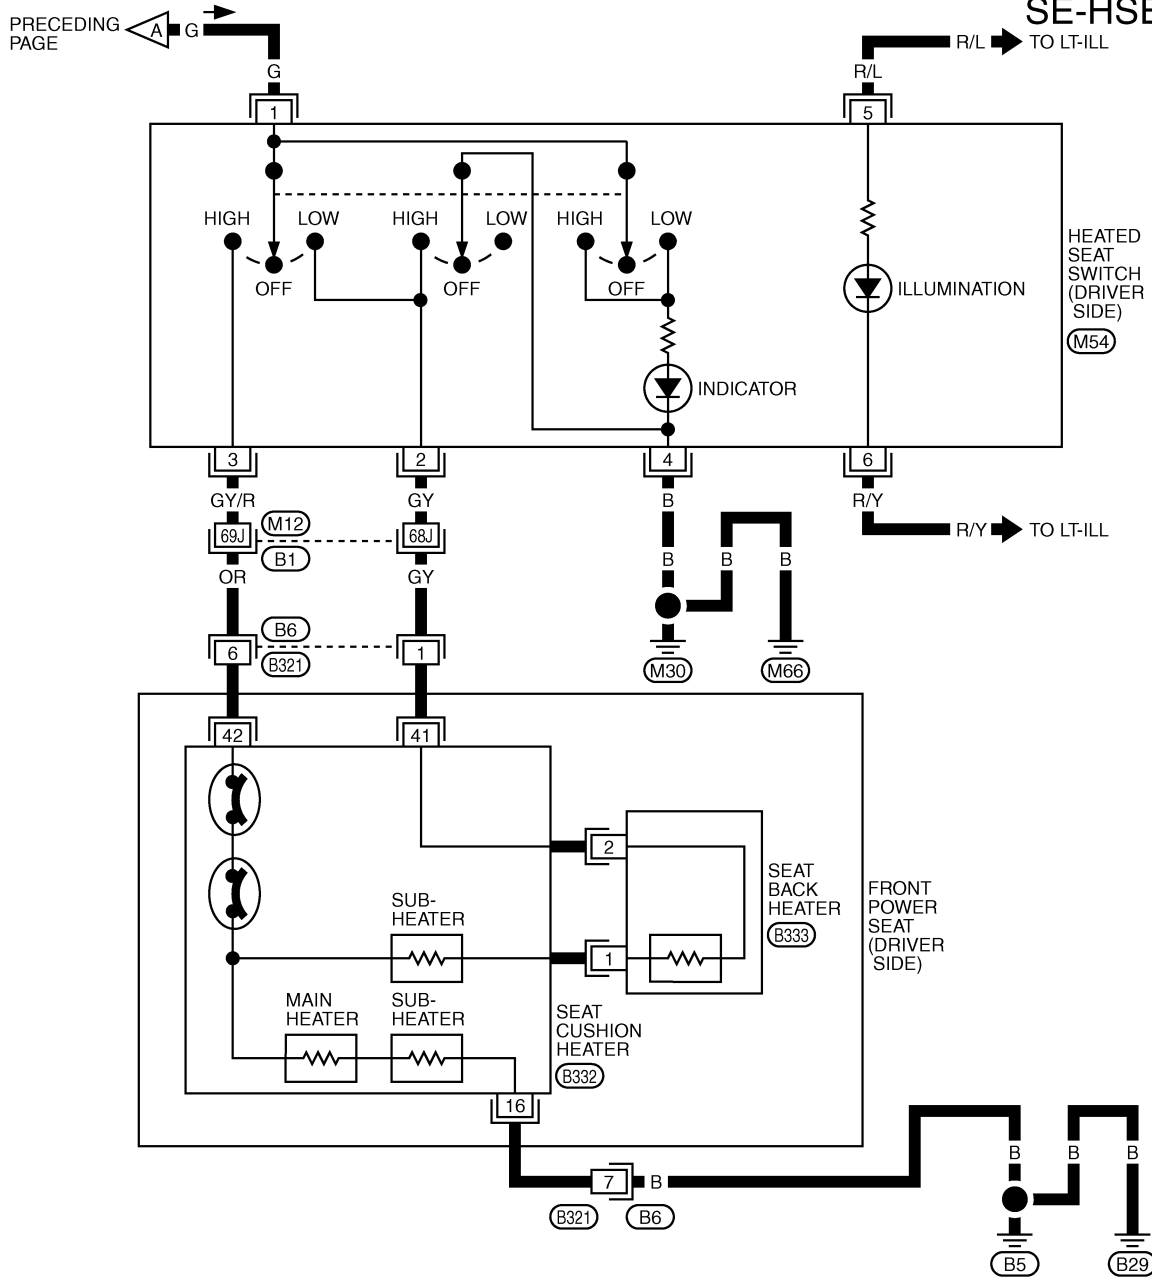 SE-HSE
PRECEDING
PAGE
A
G
G
1
R/L
TO LT-ILL
R/L
5
HIGH
LOW
OFF
HIGH
LOW
OFF
HIGH
LOW
OFF
ILLUMINATION
INDICATOR
HEATED
SEAT
SWITCH
(DRIVER
SIDE)
M54
3
2
4
6
GY/R
GY
B
R/Y
R/Y
TO LT-ILL
69J
M12
B1
68J
OR
GY
B
B
B
6
B6
B321
1
M30
M66
42
41
2
1
SEAT
BACK
HEATER
B333
SUB-
HEATER
MAIN
HEATER
SUB-
HEATER
SEAT
CUSHION
HEATER
B332
FRONT
POWER
SEAT
(DRIVER
SIDE)
16
7
B
B321
B6
B
B
B
B5
B29